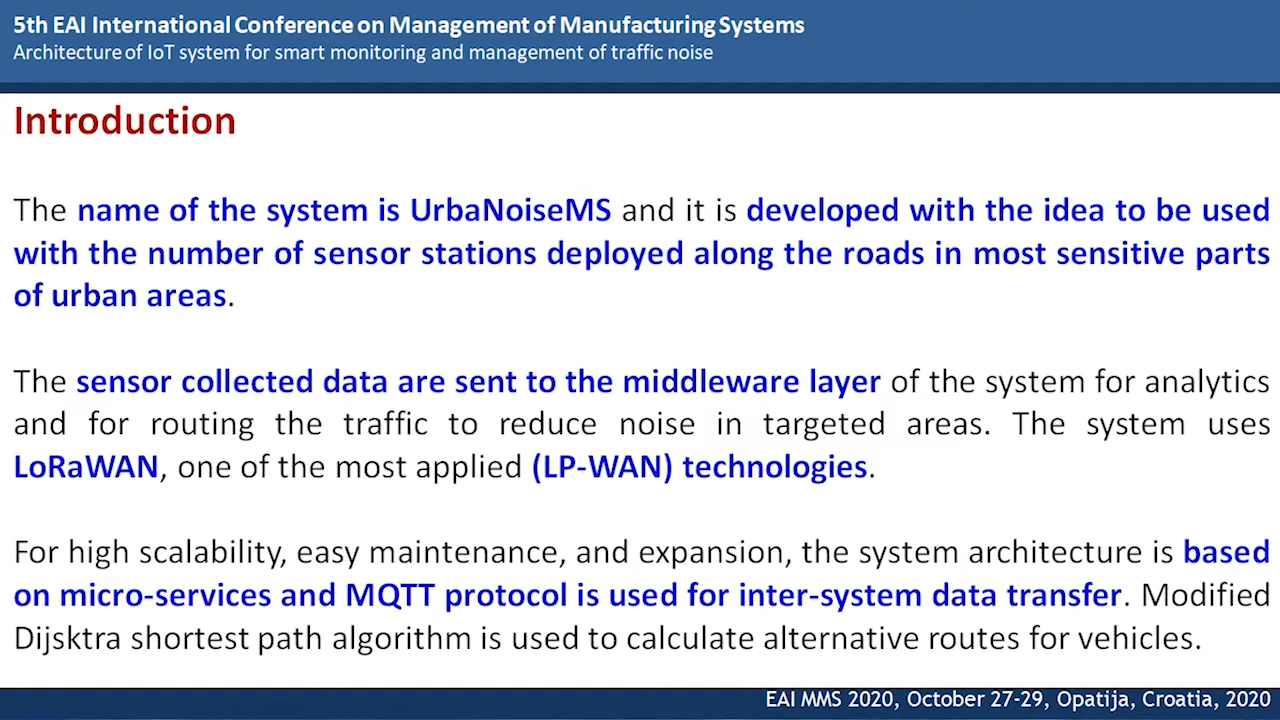 5th EAI International Conference on Management of Manufacturing Systems
Architecture of IoT system for smart monitoring and management of traffic noise
Introduction
The name of the system is UrbaNoiseMS and it is developed with the idea to be used
with the number of sensor stations deployed along the roads in most sensitive parts
of urban areas.
The sensor collected data are sent to the middleware layer of the system for analytics
and for routing the traffic to reduce noise in targeted areas. The system uses
LoRaWAN, one of the most applied (LP-WAN) technologies.
For high scalability, easy maintenance, and expansion, the system architecture is based
on micro-services and MQTT protocol is used for inter-system data transfer. Modified
Dijsktra shortest path algorithm is used to calculate alternative routes for vehicles.
EAI MMS 2020, October 27-29, Opatija, Croatia, 2020